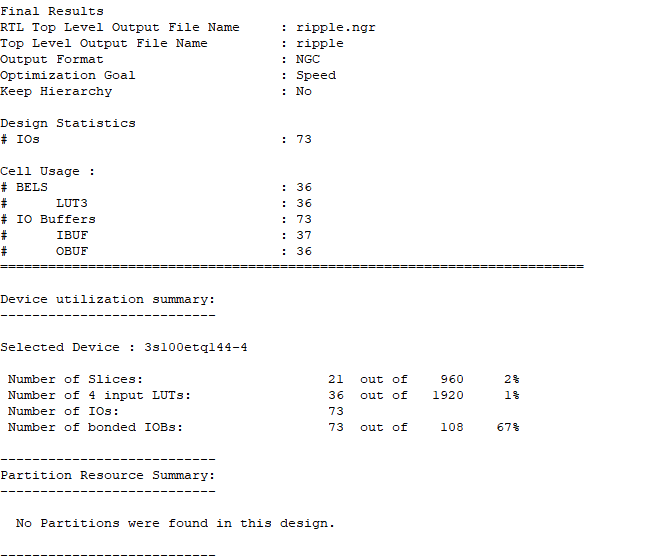 Final Results
RTL Top Level Output File Name     : ripple.ngr
Top Level Output File Name         : ripple
Output Format                      : NGC
Optimization Goal                  : Speed
Keep Hierarchy                     : No
Design Statistics
# IOs                              : 73
Cell Usage :
# BELS                             : 36
#      LUT3                        : 36
# IO Buffers                       : 73
#      IBUF                        : 37
#      OBUF                        : 36
=========================================================================
Device utilization summary:
---------------------------
Selected Device : 3s100etq144-4
 Number of Slices:                       21  out of    960     2%
 Number of 4 input LUTs:                 36  out of   1920     1%
 Number of IOs:                          73
 Number of bonded IOBs:                  73  out of    108    67%
---------------------------
Partition Resource Summary:
---------------------------
  No Partitions were found in this design.
---------------------------